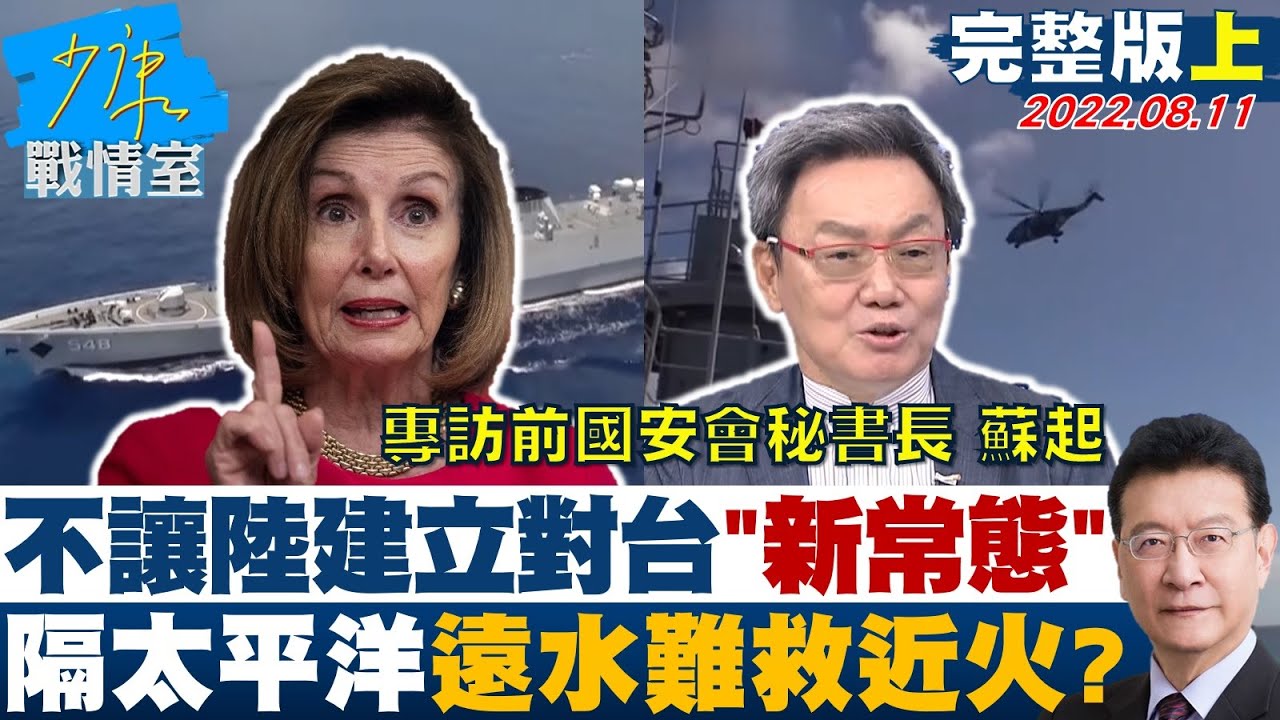 少康
戰情室
完整版上
2022.08.11
548
專訪前國安會秘書長 蘇起
不讓陸建立對台"新常態"
隔太平洋遠水難救近火?